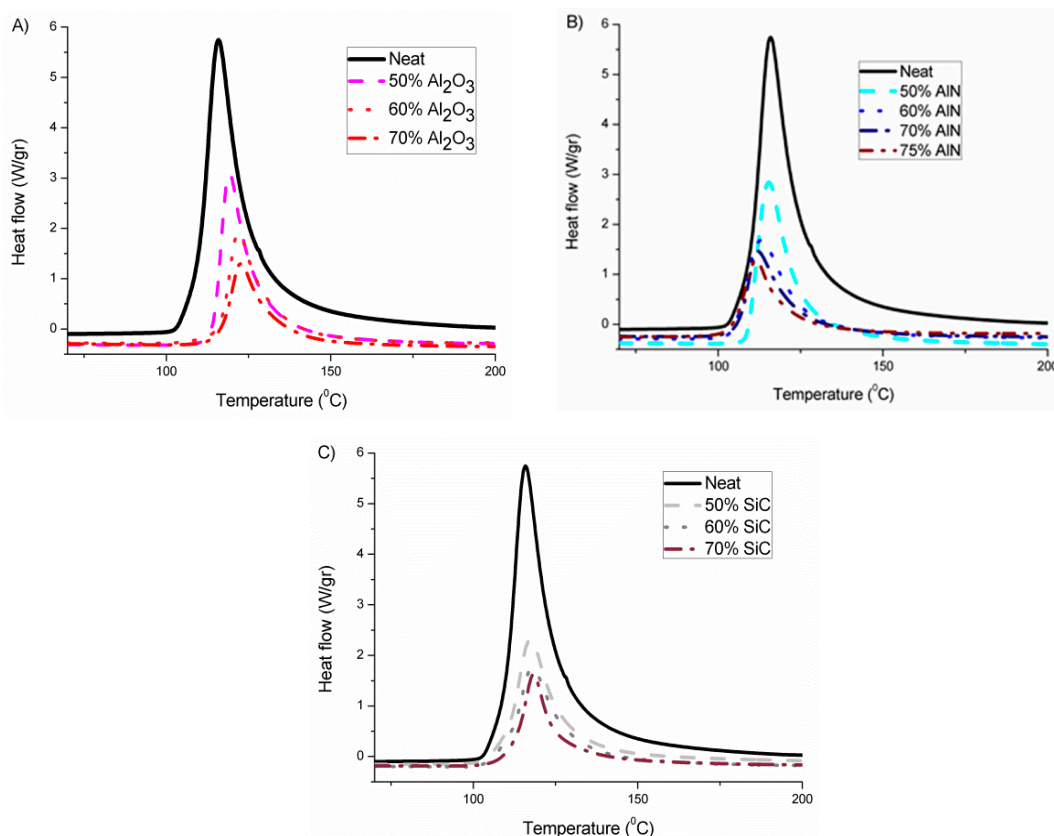 A)
Neat
50% Al₂O₃
60% Al₂O₃
70% Al₂O₃
6
5
4
3
2
1
0
Heat flow (W/gr)
100
150
200
Temperature (⁰C)
B)
Neat
50% AlN
60% AlN
70% AlN
75% AlN
6
5
4
3
2
1
0
Heat flow (W/gr)
100
150
200
Temperature (⁰C)
C)
Neat
50% SiC
60% SiC
70% SiC
6
5
4
3
2
1
0
Heat flow (W/gr)
100
150
200
Temperature (⁰C)